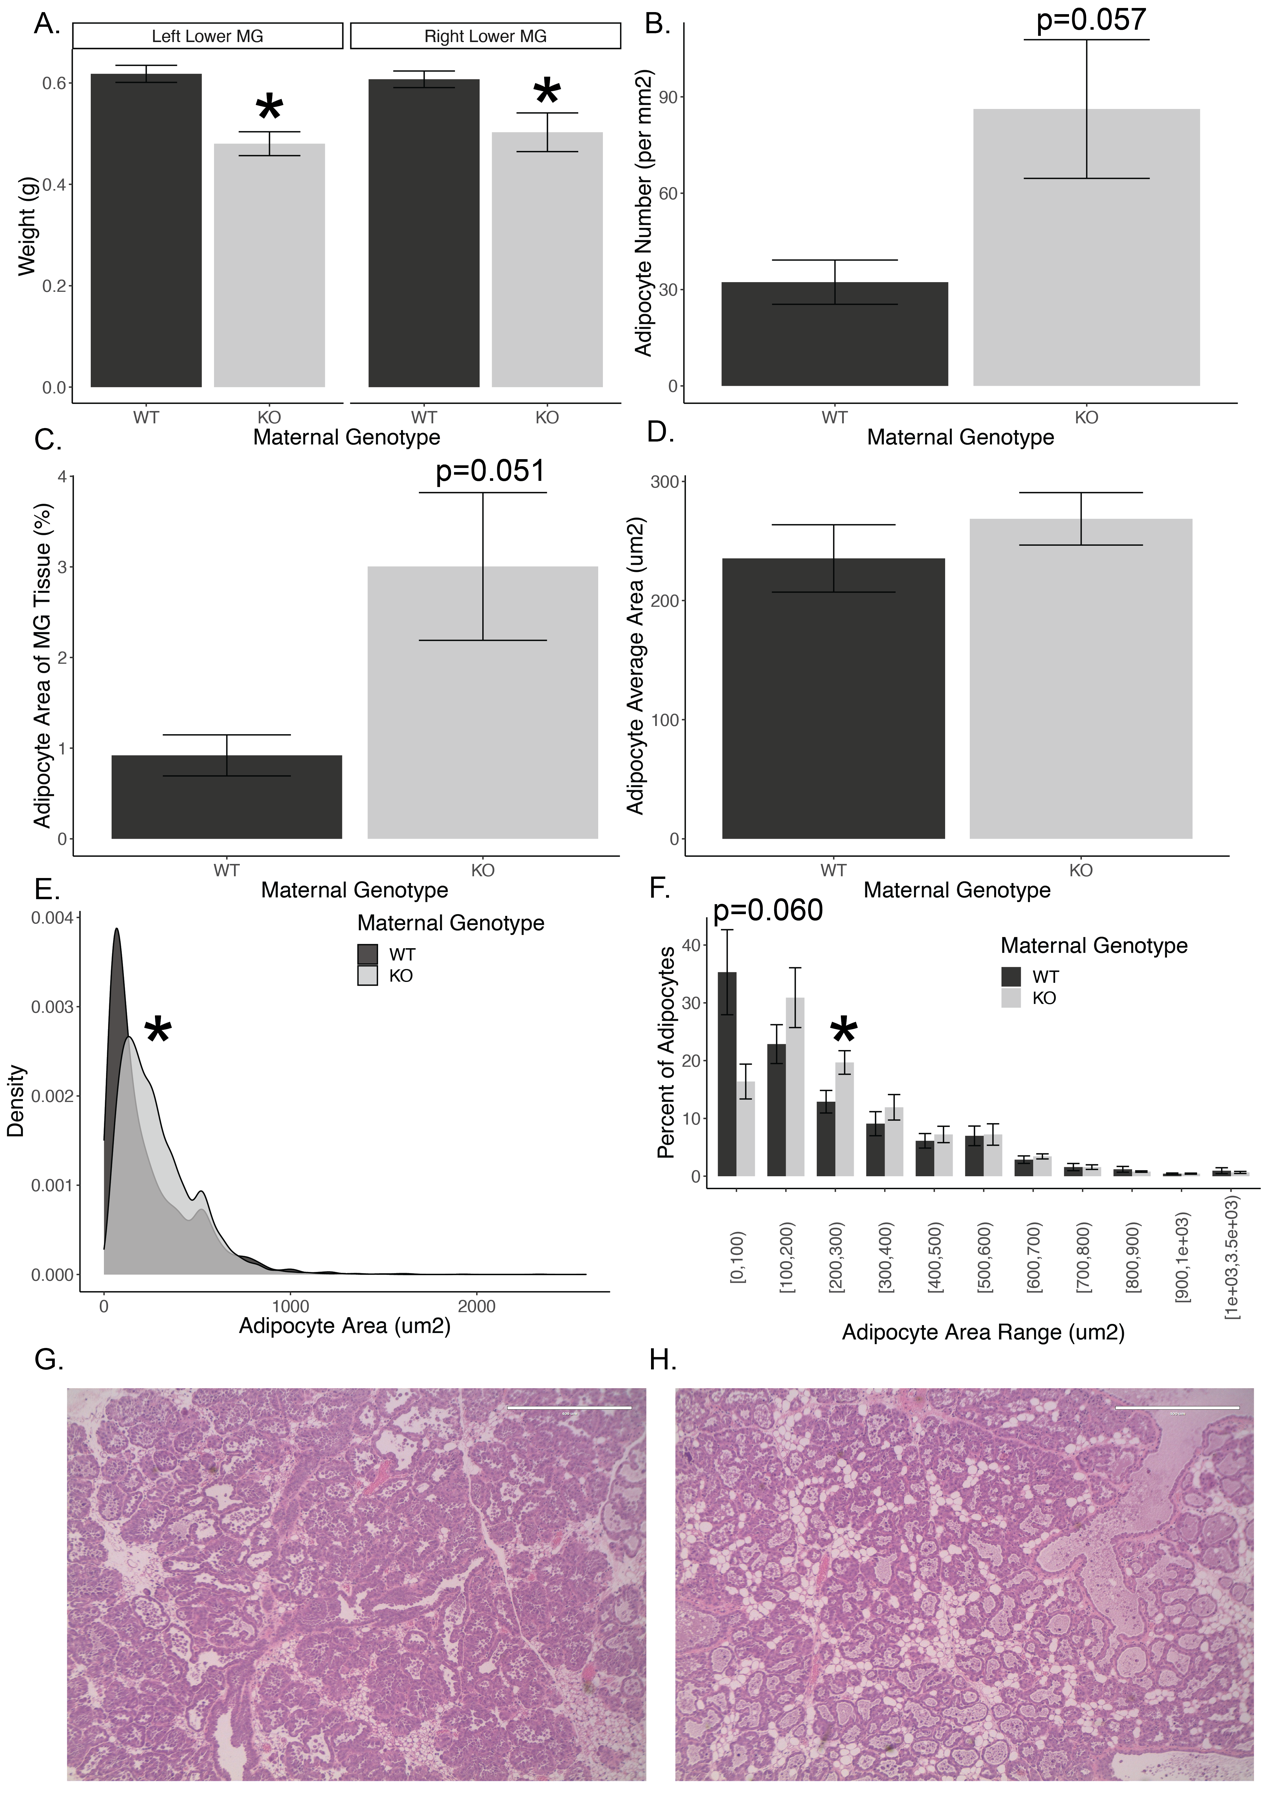 A.
Left Lower MG
Right Lower MG
0.6
0.4
0.2
0.0
Weight (g)
*
*
WT
KO
WT
KO
Maternal Genotype
B.
p=0.057
90
60
30
0
Adipocyte Number (per mm2)
WT
KO
Maternal Genotype
C.
p=0.051
4
3
2
1
0
Adipocyte Area of MG Tissue (%)
WT
KO
Maternal Genotype
D.
300
200
100
0
Adipocyte Average Area (um2)
WT
KO
Maternal Genotype
E.
Maternal Genotype
WT
KO
*
0.004
0.003
0.002
0.001
0.000
Density
0
1000
2000
Adipocyte Area (um2)
F.
p=0.060
Maternal Genotype
WT
KO
*
40
30
20
10
0
Percent of Adipocytes
[0,100)
[100,200)
[200,300)
[300,400)
[400,500)
[500,600)
[600,700)
[700,800)
[800,900)
[900,1e+03)
[1e+03,3.5e+03)
Adipocyte Area Range (um2)
G.
H.